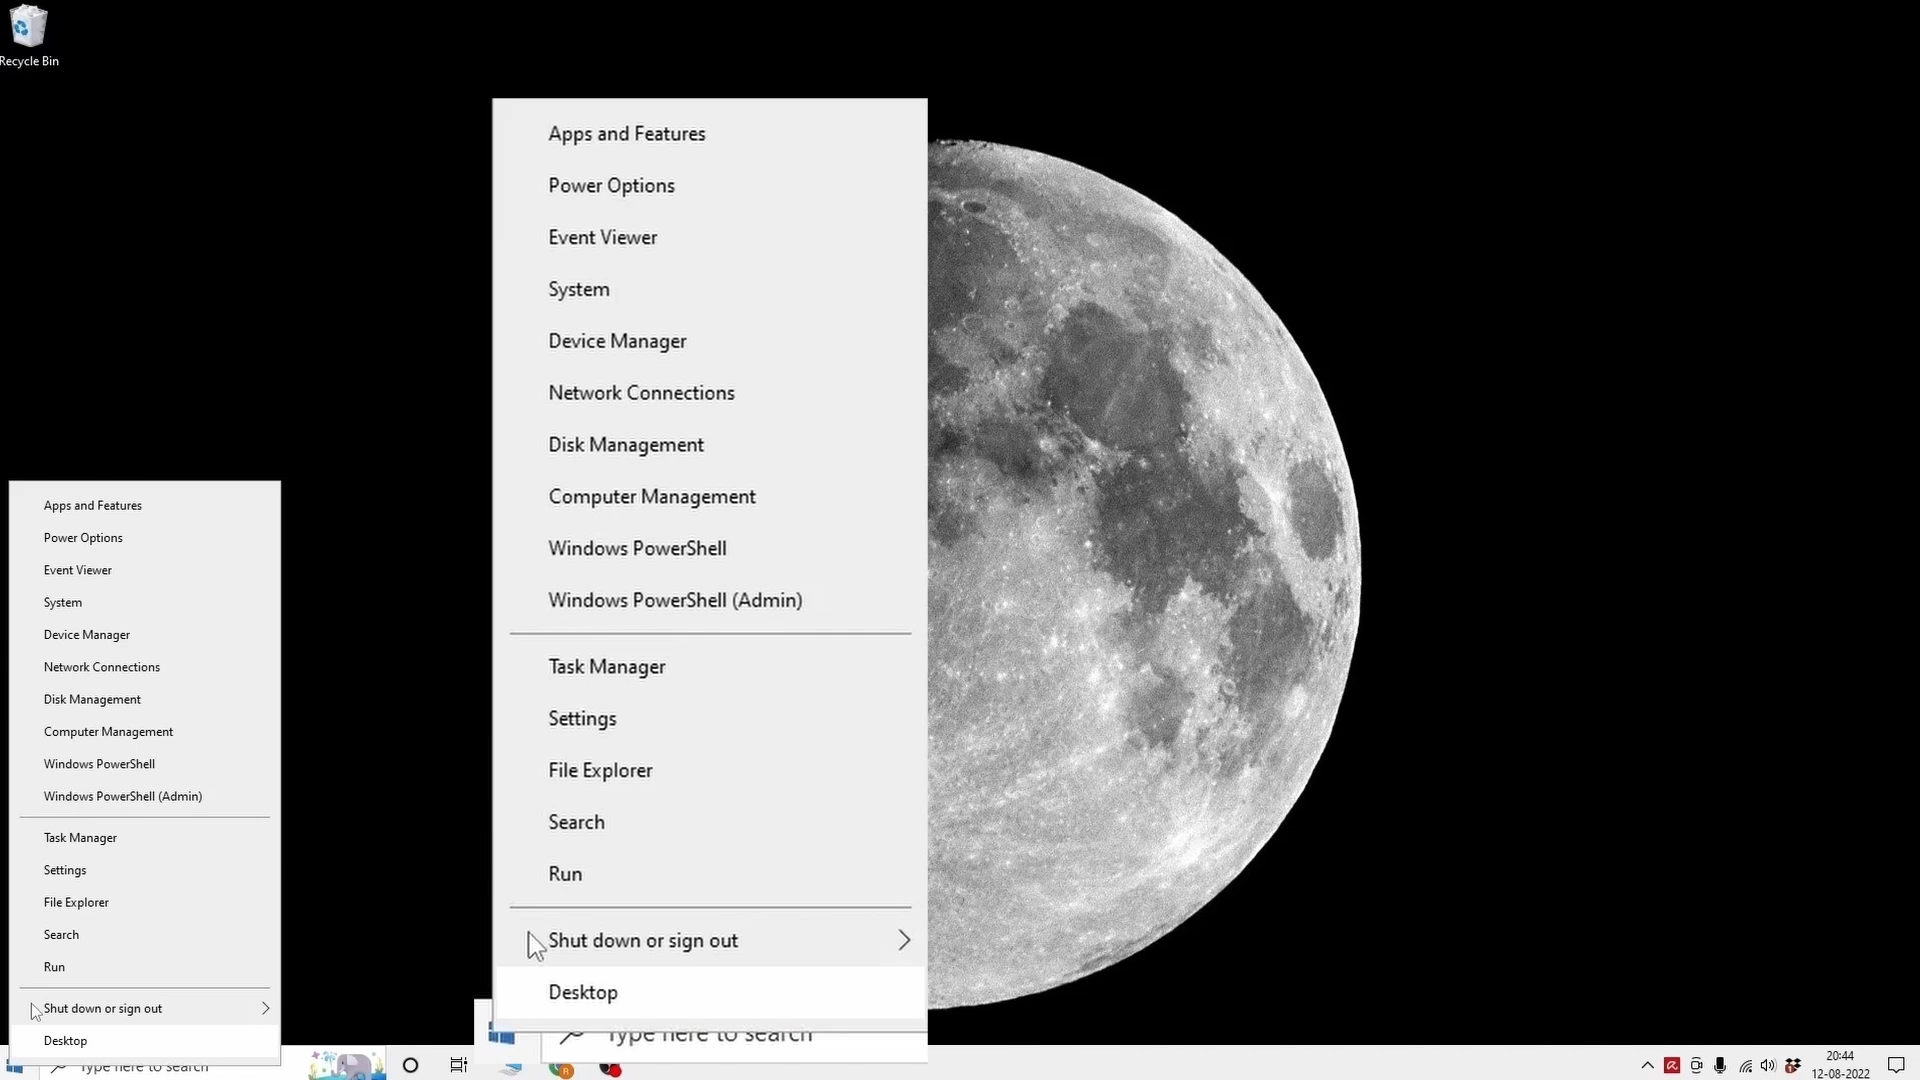 Recycle Bin
Apps and Features
Power Options
Event Viewer
System
Device Manager
Network Connections
Disk Management
Computer Management
Windows PowerShell
Windows PowerShell (Admin)
Task Manager
Settings
File Explorer
Search
Run
Shut down or sign out
Desktop
Type here to search
Apps and Features
Power Options
Event Viewer
System
Device Manager
Network Connections
Disk Management
Computer Management
Windows PowerShell
Windows PowerShell (Admin)
Task Manager
Settings
File Explorer
Search
Run
Shut down or sign out
Desktop
Type here to search
R
20:44
12-08-2022